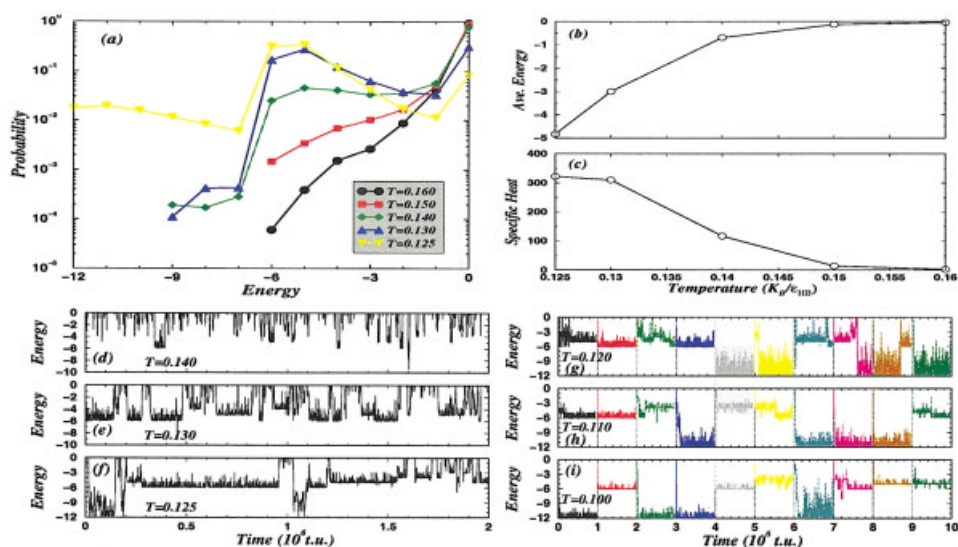 (a)
Probability
10⁰
10⁻¹
10⁻²
10⁻³
10⁻⁴
10⁻⁵
10⁻⁶
-12 -9 -6 -3 0
Energy
T=0.160
T=0.150
T=0.140
T=0.130
T=0.125
(b)
Ave. Energy
0
-1
-2
-3
-4
-5
(c)
Specific Heat
400
300
200
100
0
0.125 0.13 0.135 0.14 0.145 0.15 0.155 0.16
Temperature (K_B/ε_HB)
Energy
0
-2
-4
-6
-8
-10
(d)
T=0.140
Energy
0
-2
-4
-6
-8
-10
(e)
T=0.130
Energy
0
-3
-6
-9
-12
(f)
T=0.125
0 1 2
Time (10⁶ t.u.)
Energy
0
-3
-6
-9
-12
T=0.120
(g)
Energy
0
-3
-6
-9
-12
T=0.110
(h)
Energy
0
-3
-6
-9
-12
(i)
T=0.100
0 1 2 3 4 5 6 7 8 9 10
Time (10⁵ t.u.)